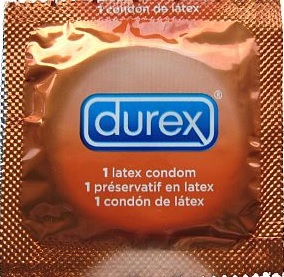 1 condón de látex
durex®
1 latex condom
1 préservatif en latex
1 condón de látex